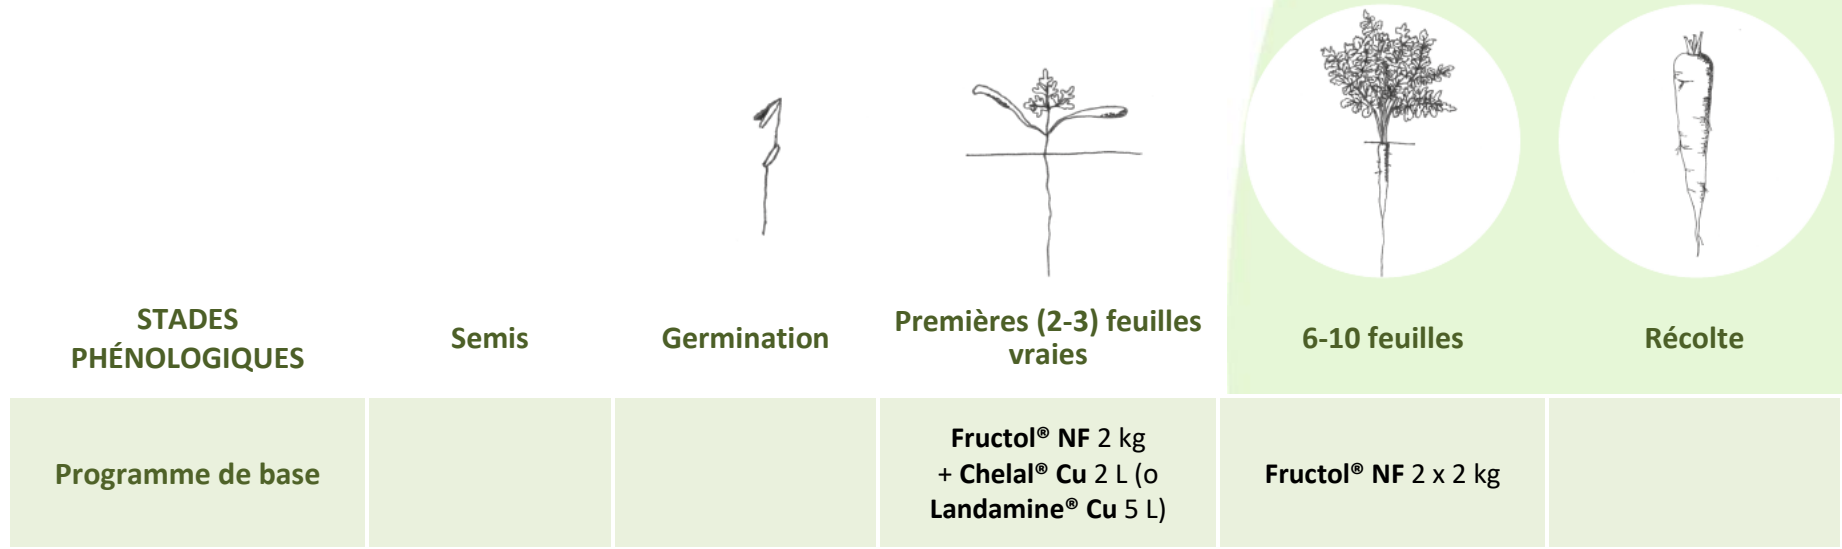 STADES
PHÉNOLOGIQUES
Semis
Germination
Premières (2-3) feuilles
vraies
6-10 feuilles
Récolte
Programme de base
Fructol® NF 2 kg
+ Chelal® Cu 2 L (o
Landamine® Cu 5 L)
Fructol® NF 2 x 2 kg